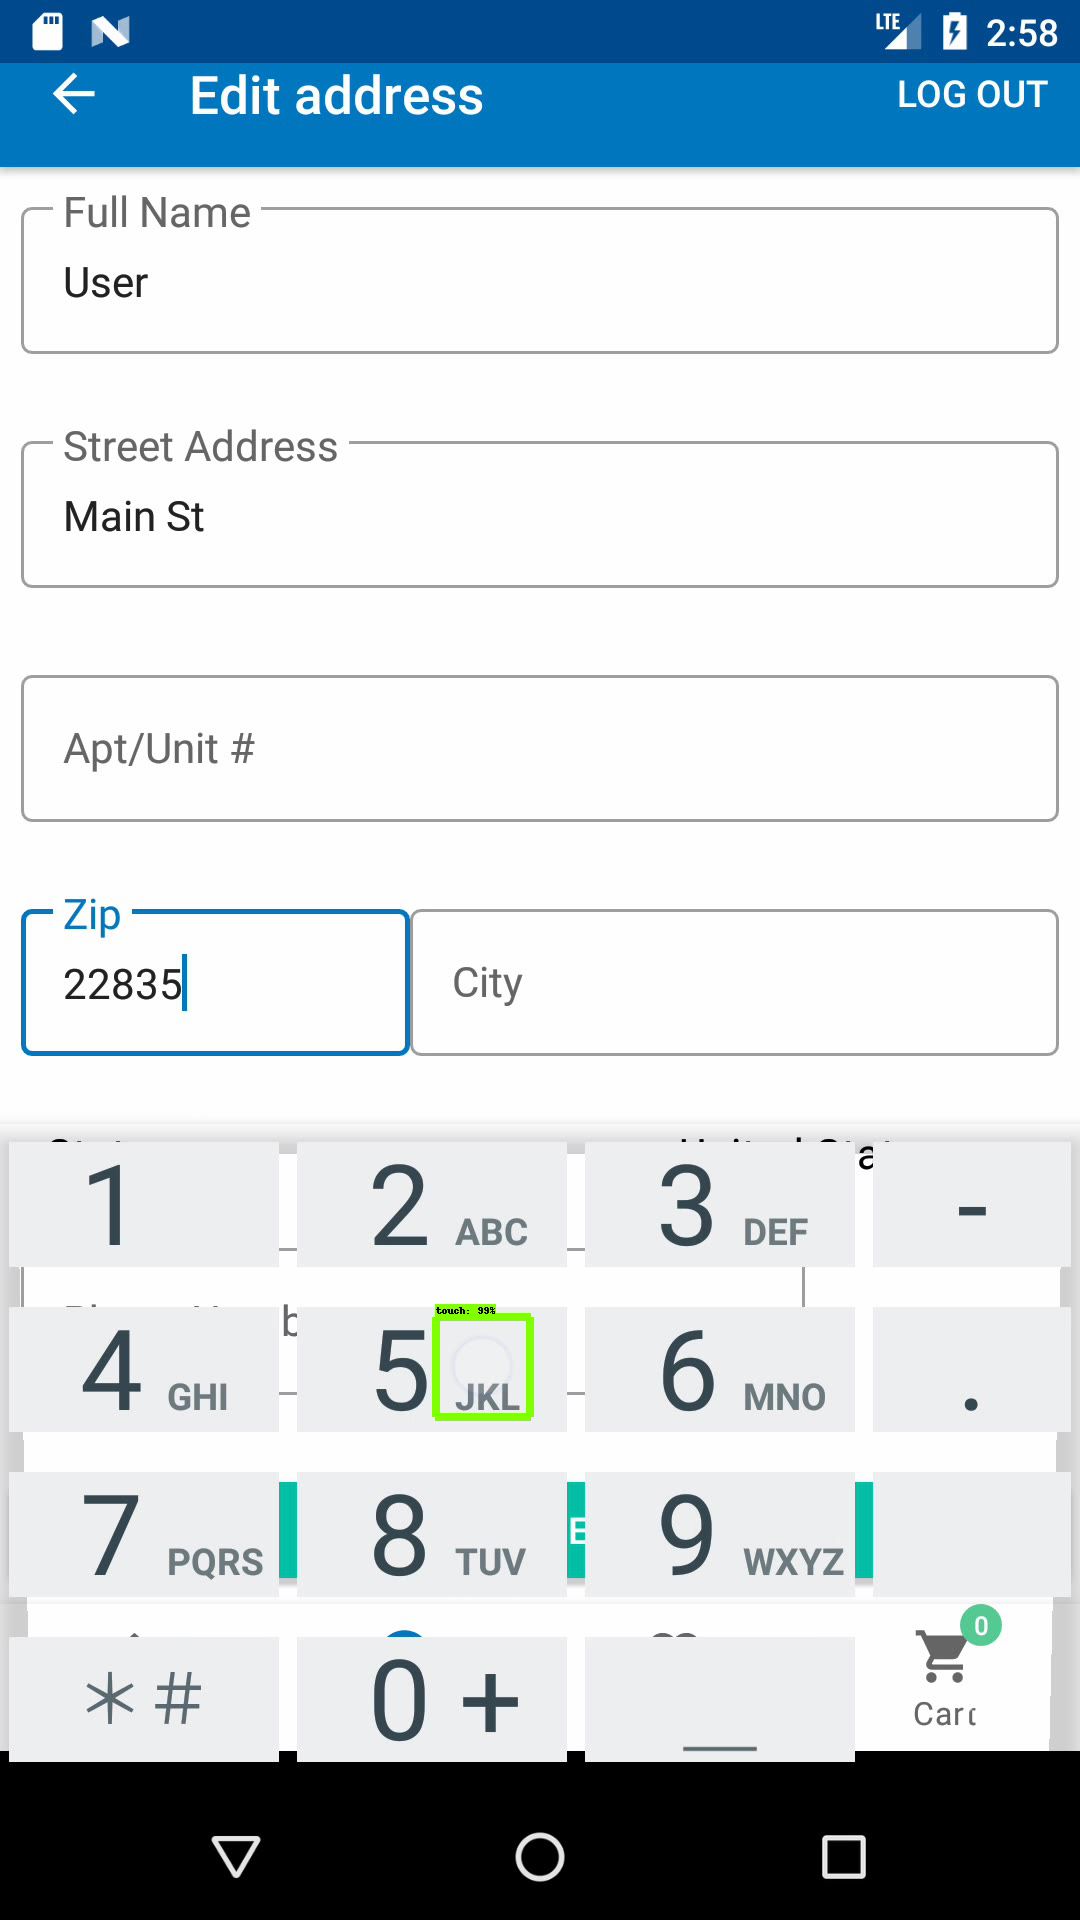 LTE 2:58
Edit address LOG OUT
Full Name
User
Street Address
Main St
Apt/Unit #
Zip
22835
City
1 2 ABC 3 DEF -
touch: 99%
4 GHI 5 JKL 6 MNO .
7 PQRS 8 TUV 9 WXYZ
0
* # 0 +